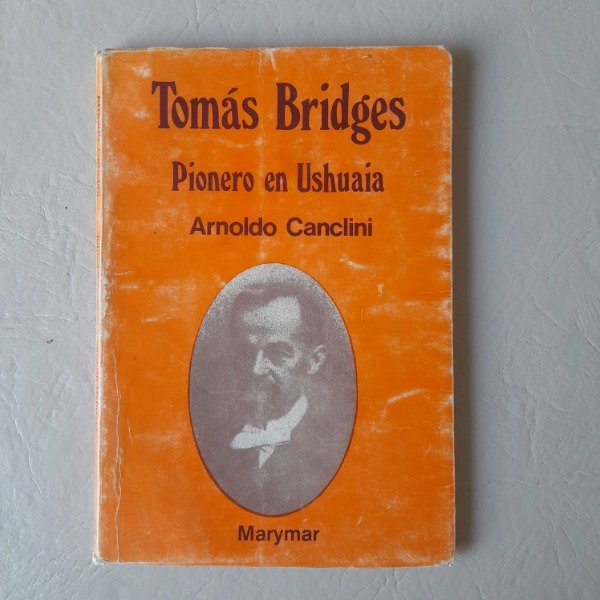 Tomás Bridges
Pionero en Ushuaia
Arnoldo Canclini
Marymar